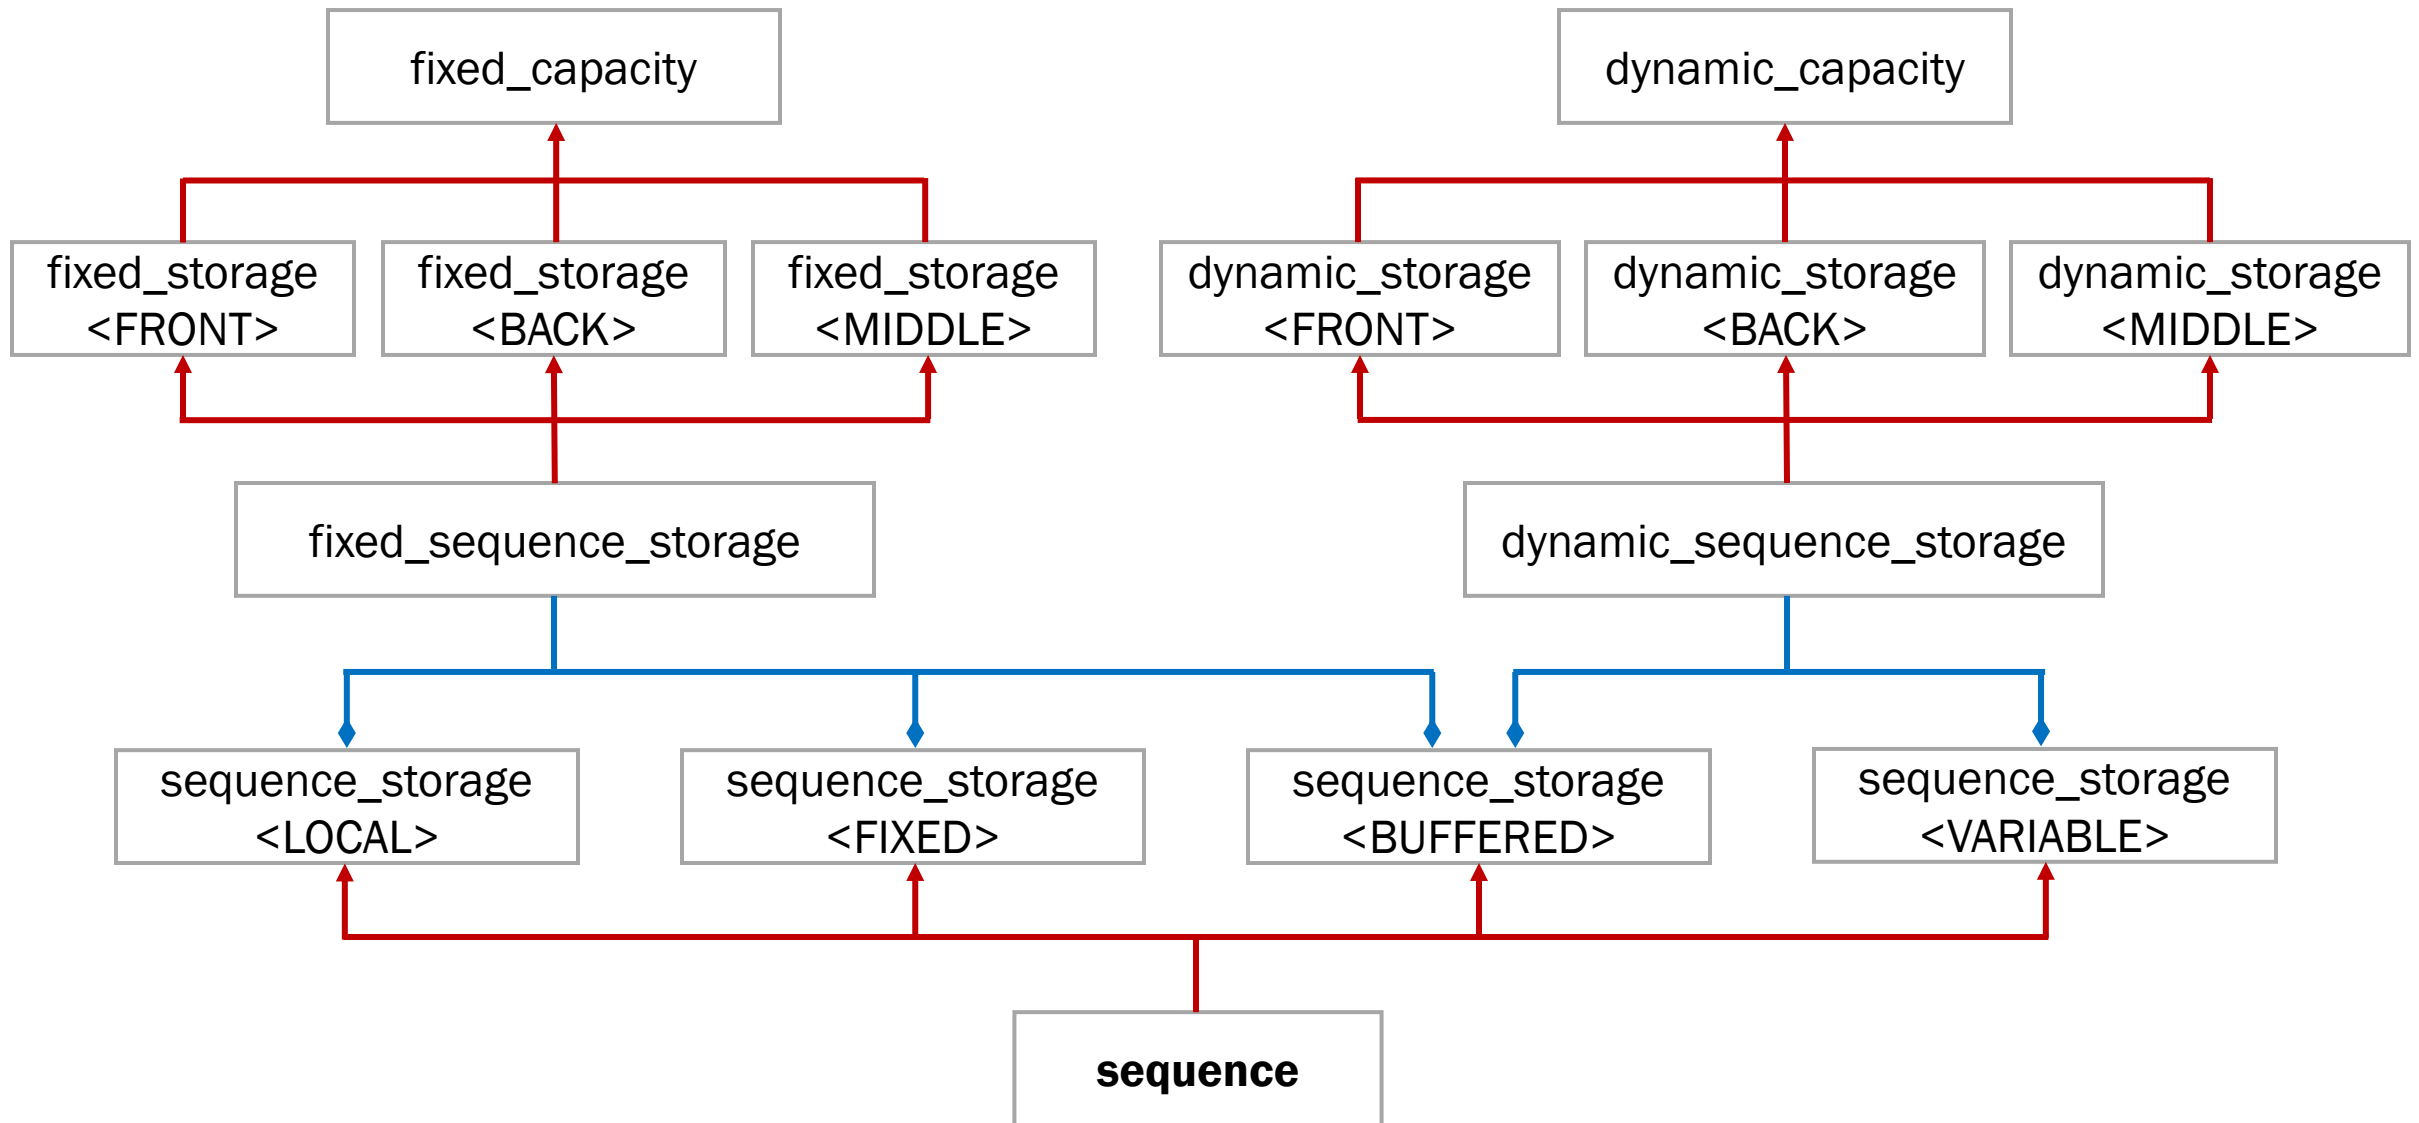 fixed_capacity
dynamic_capacity
fixed_storage
<FRONT>
fixed_storage
<BACK>
fixed_storage
<MIDDLE>
dynamic_storage
<FRONT>
dynamic_storage
<BACK>
dynamic_storage
<MIDDLE>
fixed_sequence_storage
dynamic_sequence_storage
sequence_storage
<LOCAL>
sequence_storage
<FIXED>
sequence_storage
<BUFFERED>
sequence_storage
<VARIABLE>
sequence